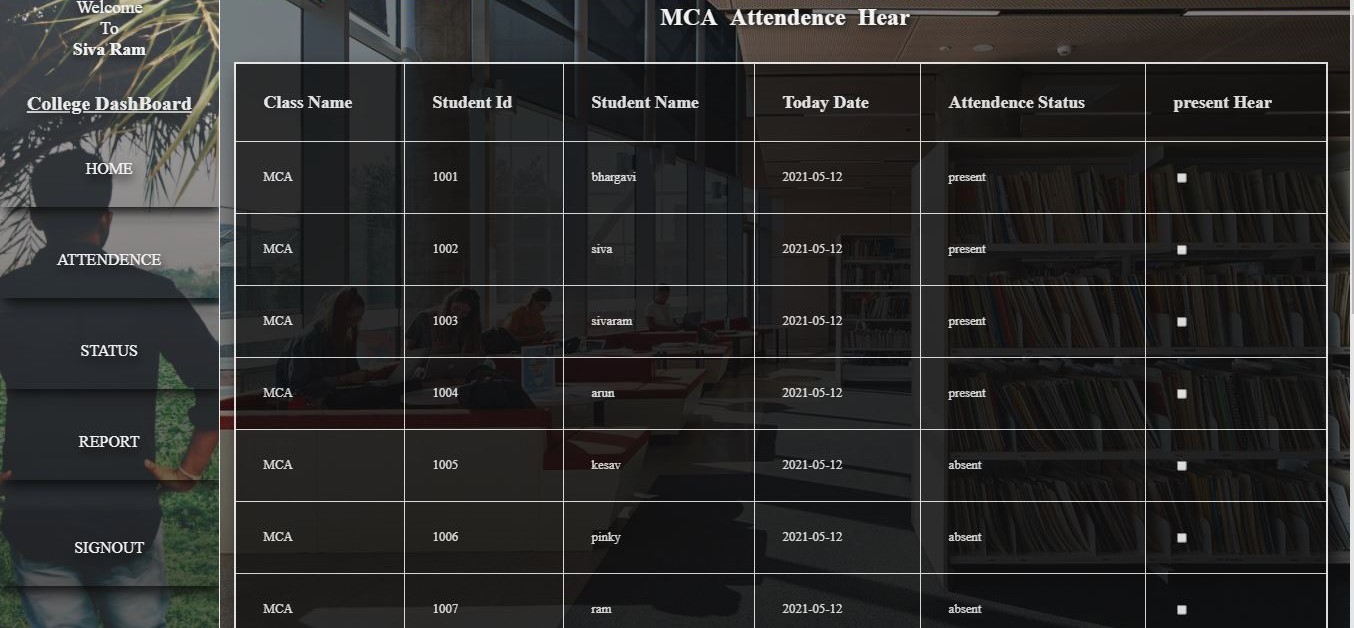 Welcome
To
Siva Ram
College DashBoard
HOME
ATTENDENCE
STATUS
REPORT
SIGNOUT
MCA Attendence Hear
Class Name Student Id Student Name Today Date Attendence Status present Hear
MCA 1001 bhargavi 2021-05-12 present
MCA 1002 siva 2021-05-12 present
MCA 1003 sivaram 2021-05-12 present
MCA 1004 arun 2021-05-12 present
MCA 1005 kesav 2021-05-12 absent
MCA 1006 pinky 2021-05-12 absent
MCA 1007 ram 2021-05-12 absent